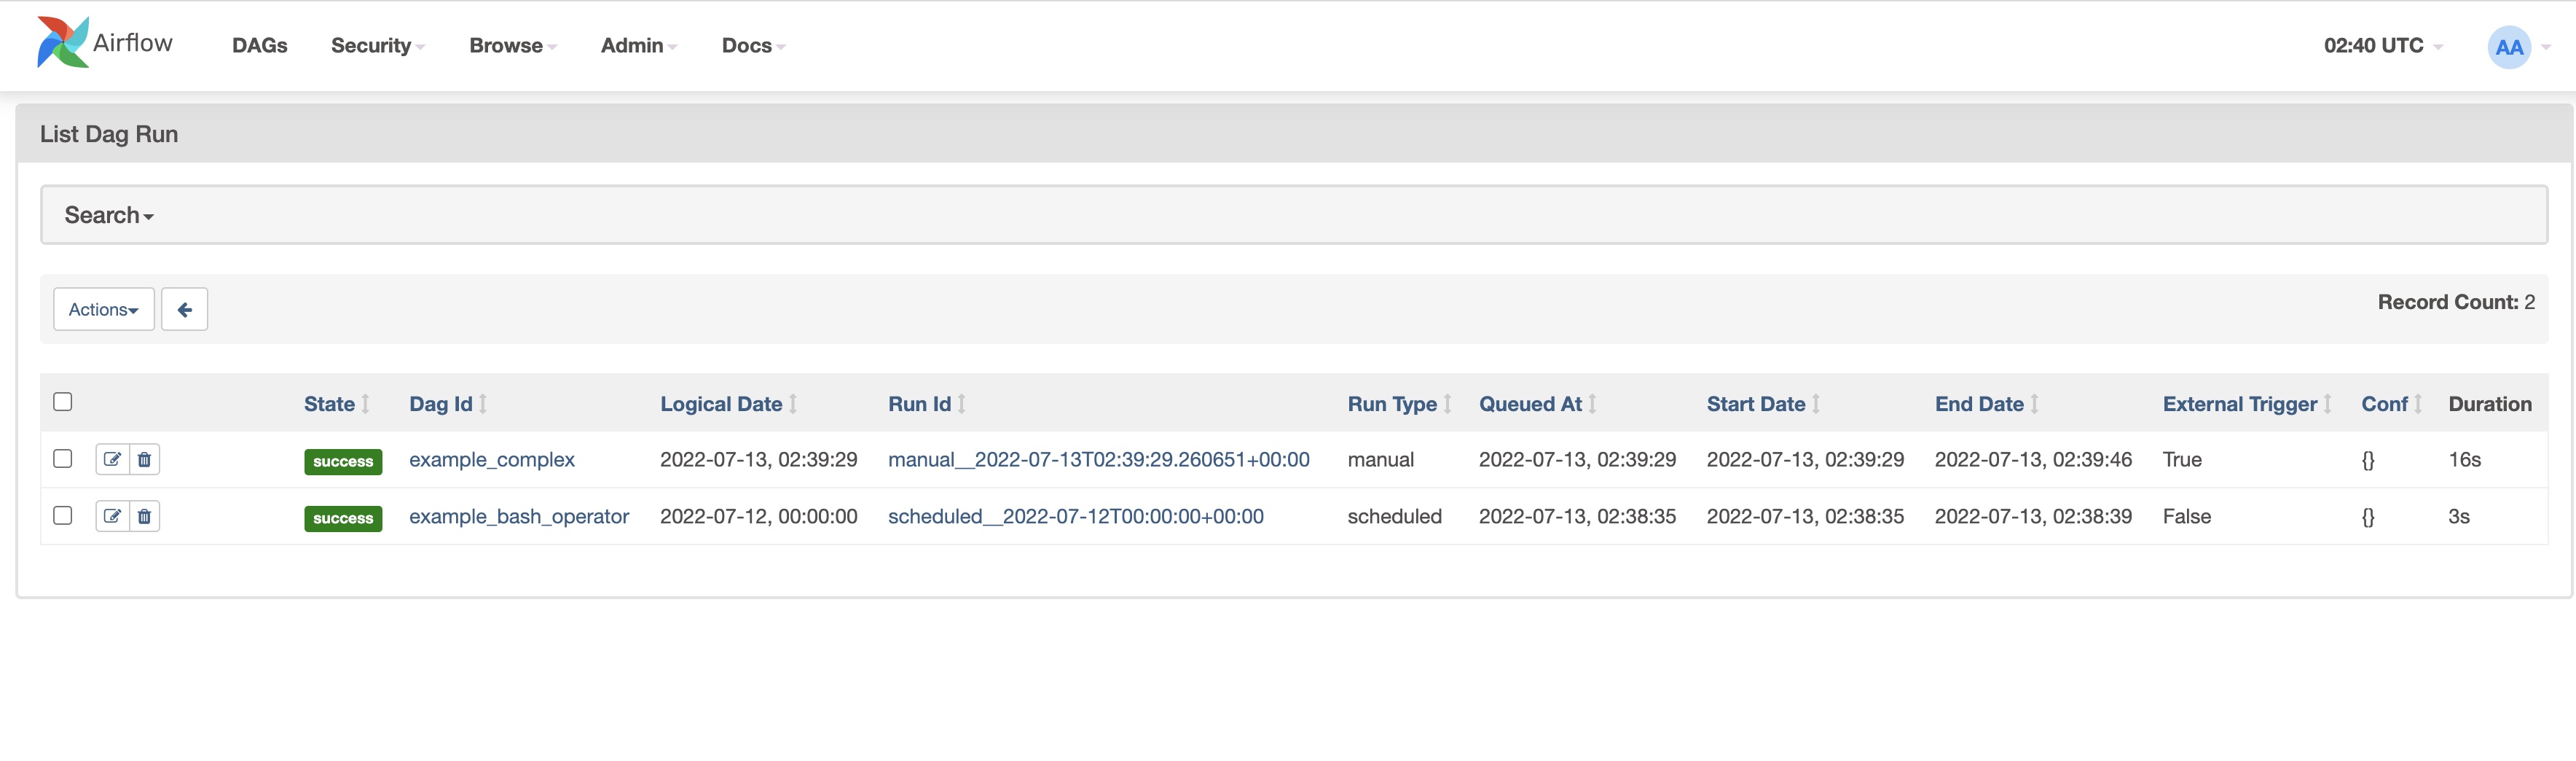 Airflow DAGs Security Browse Admin Docs 02:40 UTC AA
List Dag Run
Search
Actions Record Count: 2
State Dag Id Logical Date Run Id Run Type Queued At Start Date End Date External Trigger Conf Duration
success example_complex 2022-07-13, 02:39:29 manual__2022-07-13T02:39:29.260651+00:00 manual 2022-07-13, 02:39:29 2022-07-13, 02:39:29 2022-07-13, 02:39:46 True {} 16s
success example_bash_operator 2022-07-12, 00:00:00 scheduled__2022-07-12T00:00:00+00:00 scheduled 2022-07-13, 02:38:35 2022-07-13, 02:38:35 2022-07-13, 02:38:39 False {} 3s